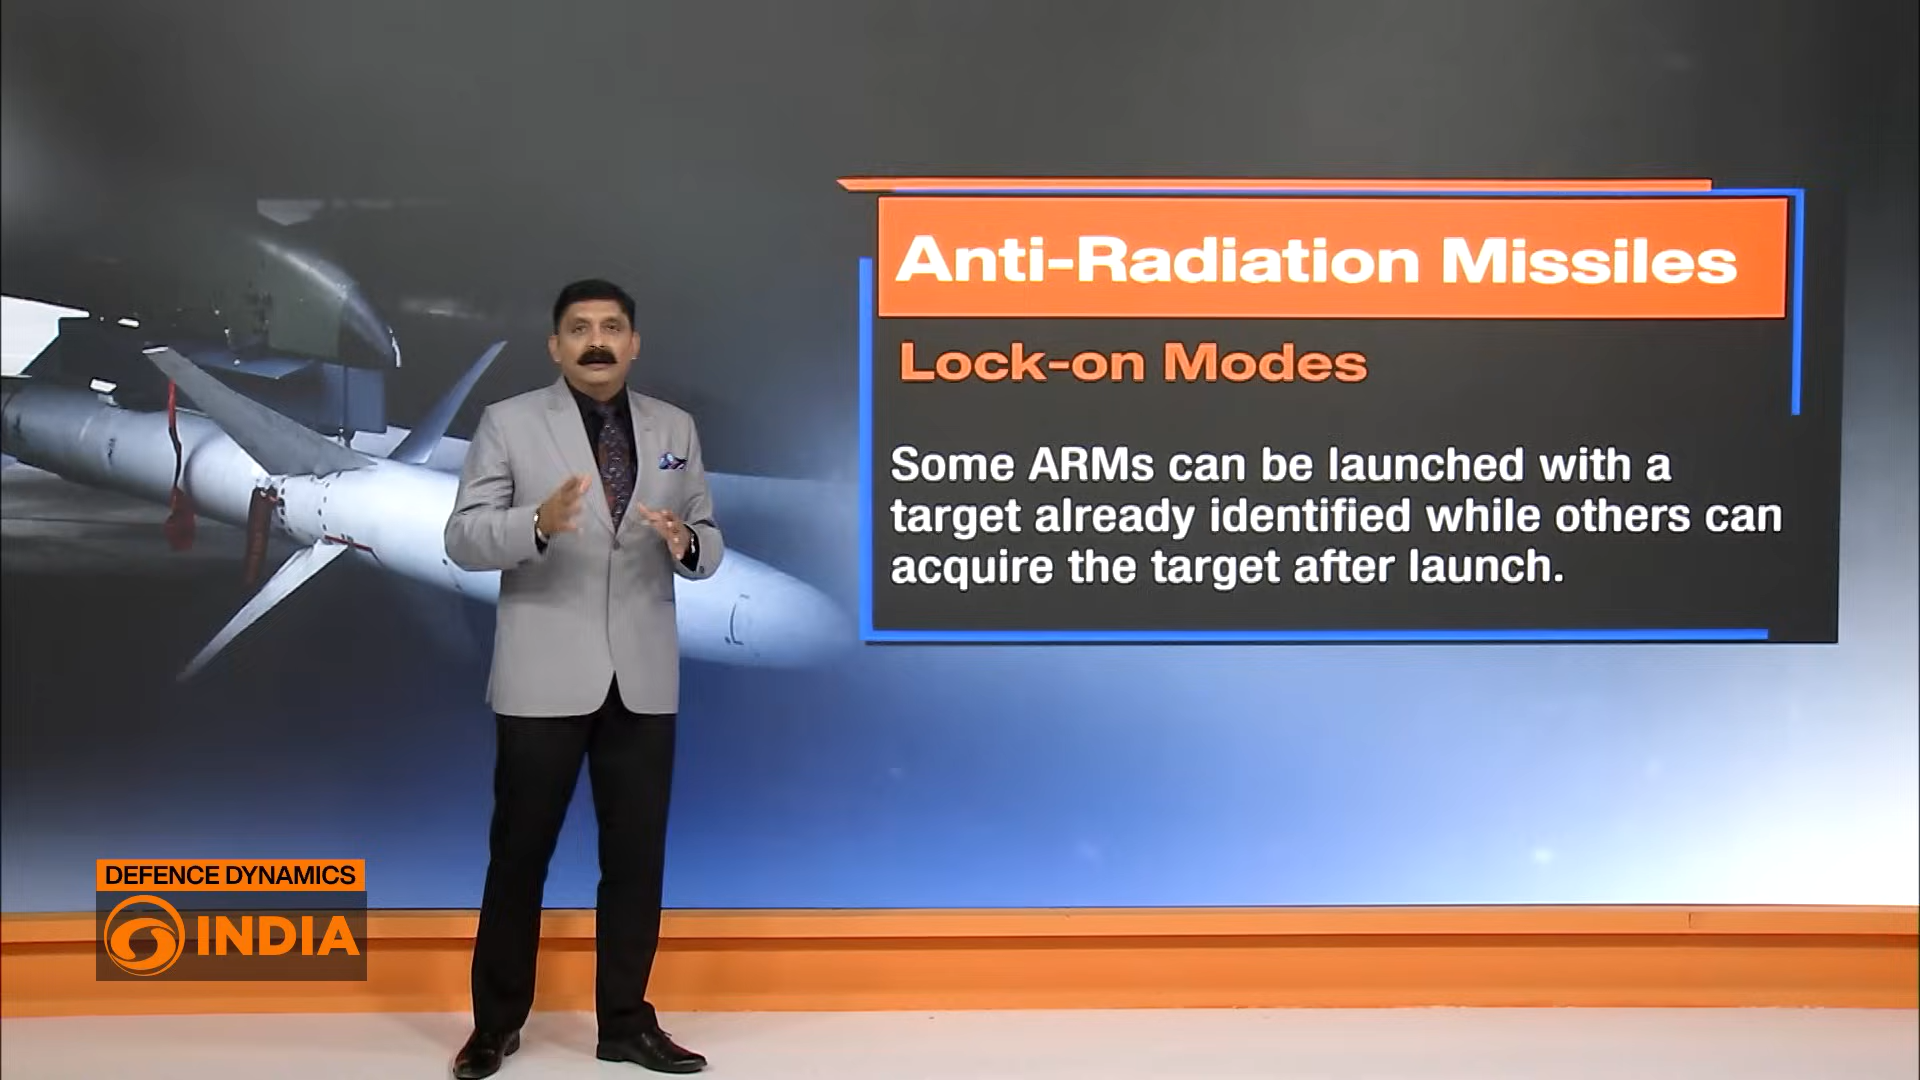 Anti-Radiation Missiles
Lock-on Modes
Some ARMs can be launched with a
target already identified while others can
acquire the target after launch.
DEFENCE DYNAMICS
INDIA